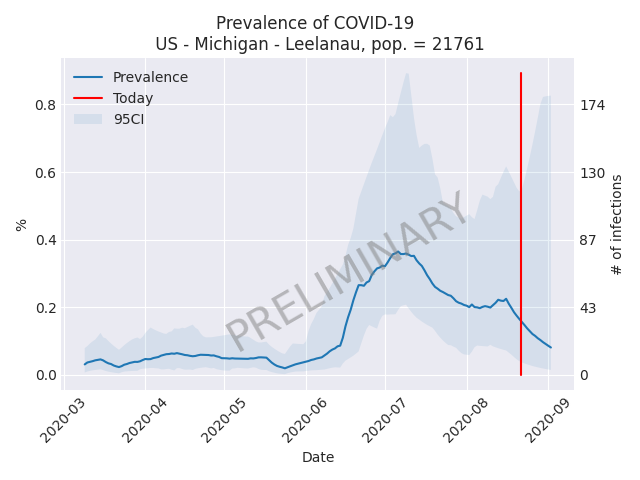 Prevalence of COVID-19
US - Michigan - Leelanau, pop. = 21761
Prevalence
Today
95CI
PRELIMINARY
%
0.8
0.6
0.4
0.2
0.0
174
130
87
43
0
# of infections
2020-03
2020-04
2020-05
2020-06
2020-07
2020-08
2020-09
Date